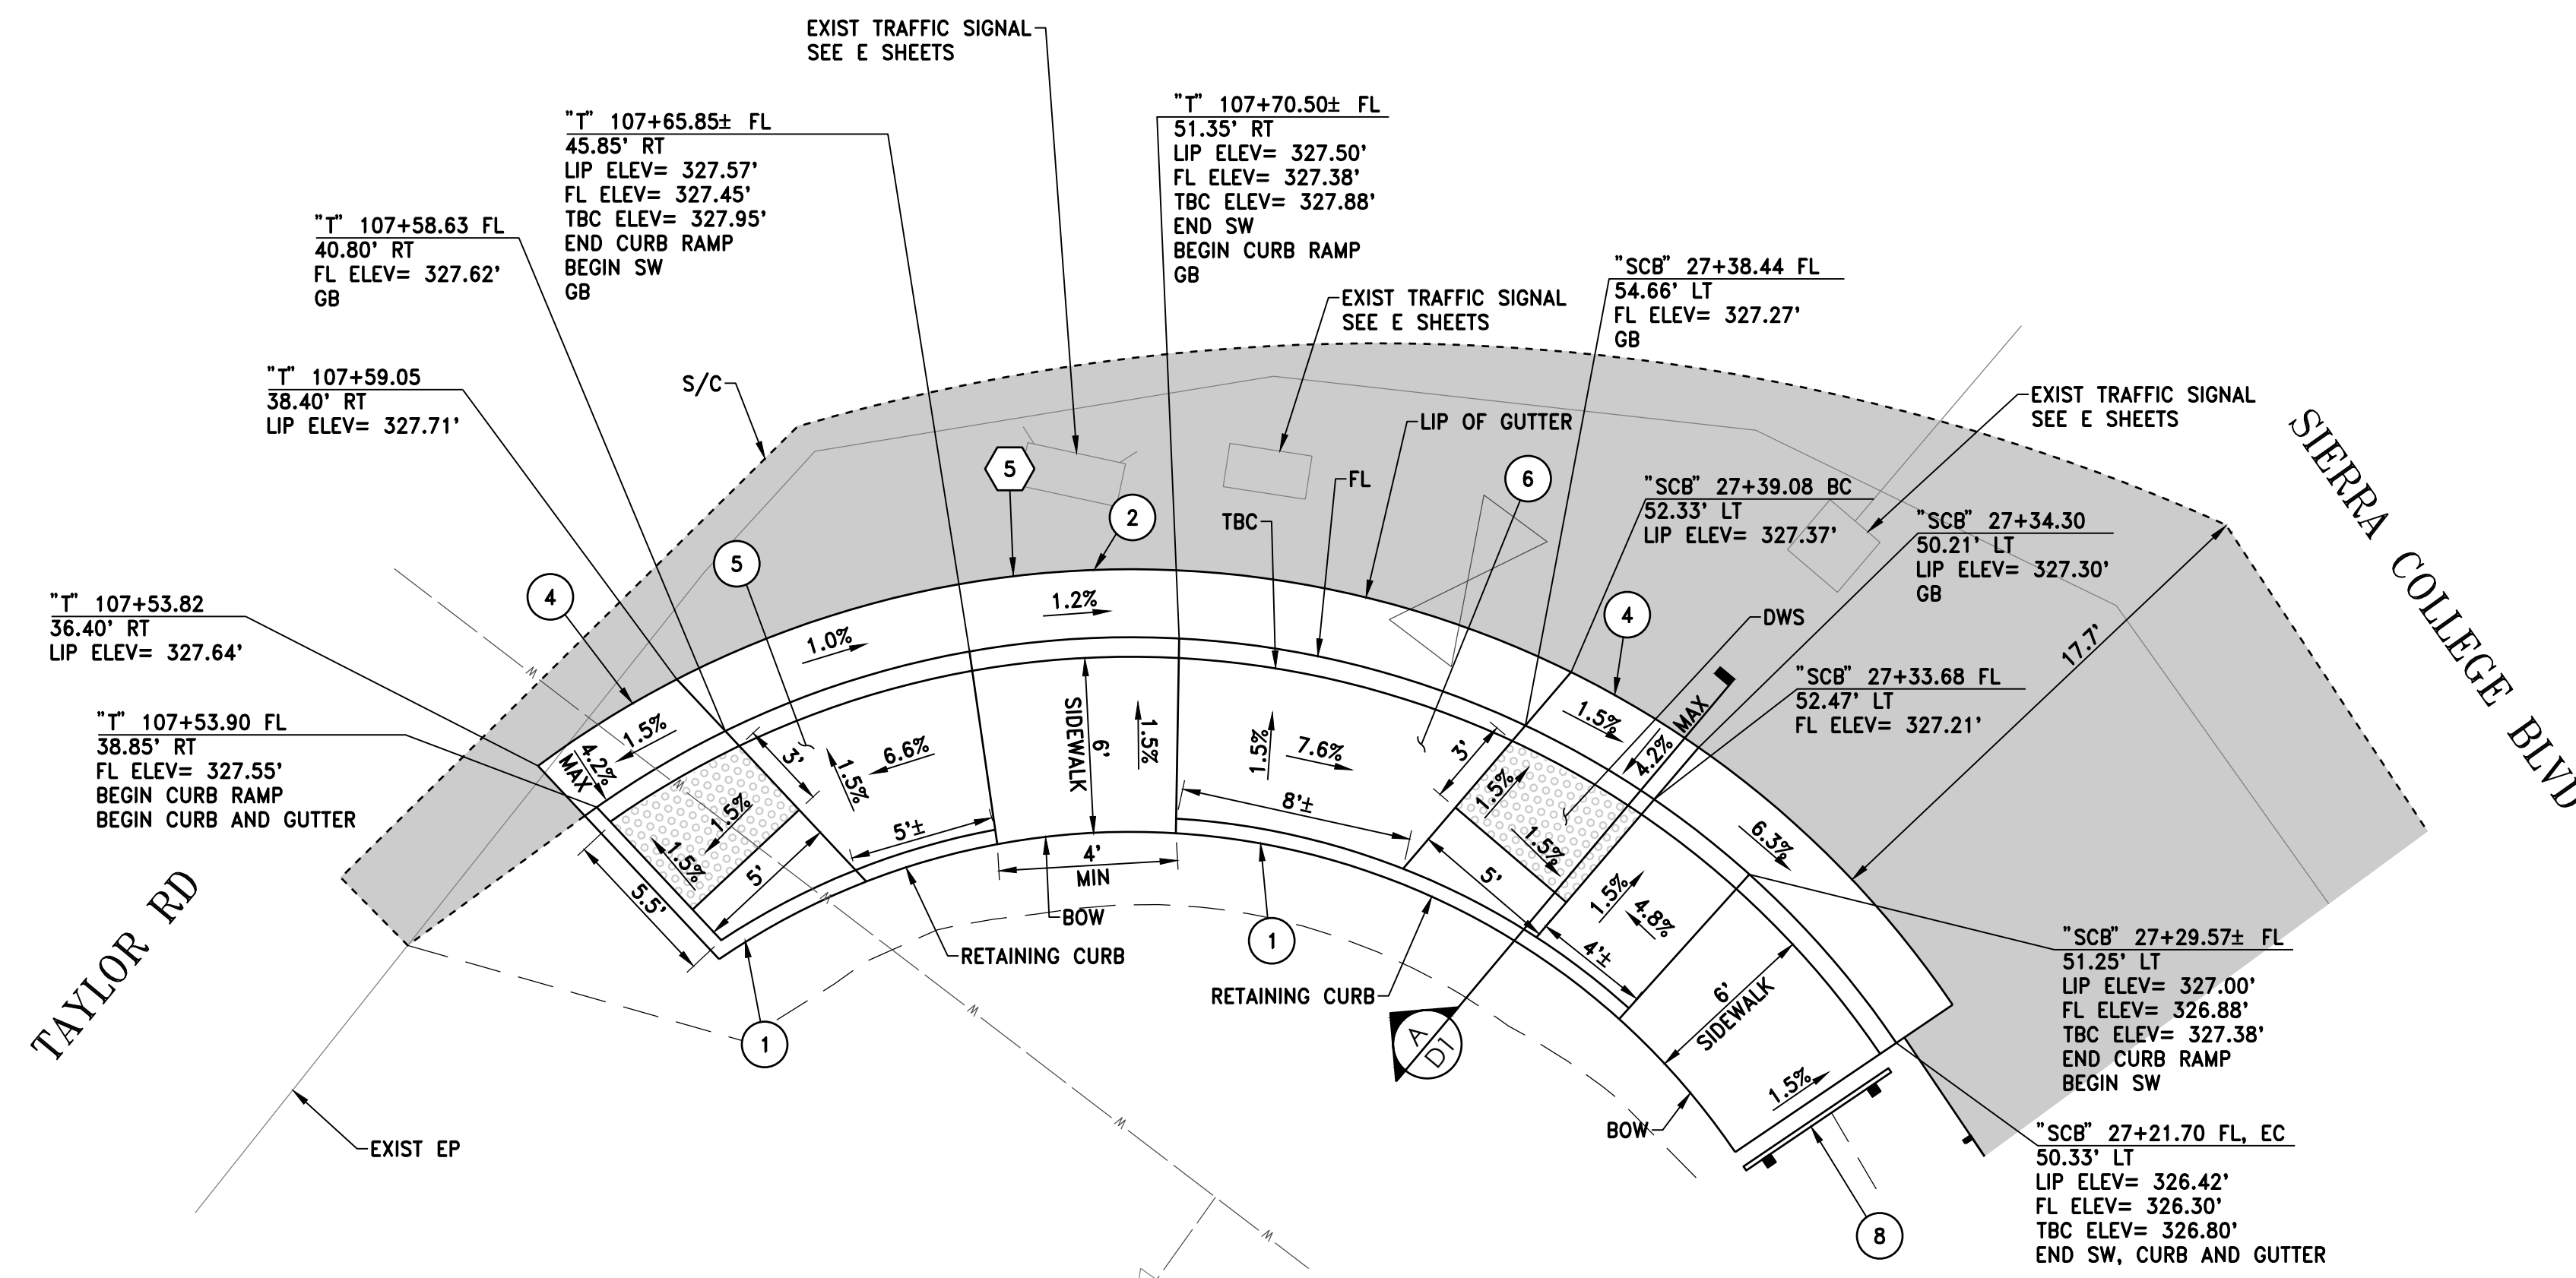 EXIST TRAFFIC SIGNAL
SEE E SHEETS
"T" 107+65.85± FL
45.85' RT
LIP ELEV= 327.57'
FL ELEV= 327.45'
TBC ELEV= 327.95'
END CURB RAMP
BEGIN SW
GB
"T" 107+70.50± FL
51.35' RT
LIP ELEV= 327.50'
FL ELEV= 327.38'
TBC ELEV= 327.88'
END SW
BEGIN CURB RAMP
GB
"T" 107+58.63 FL
40.80' RT
FL ELEV= 327.62'
GB
"SCB" 27+38.44 FL
54.66' LT
FL ELEV= 327.27'
GB
EXIST TRAFFIC SIGNAL
SEE E SHEETS
"T" 107+59.05
38.40' RT
LIP ELEV= 327.71'
S/C
EXIST TRAFFIC SIGNAL
SEE E SHEETS
LIP OF GUTTER
FL
TBC
5
2
6
"SCB" 27+39.08 BC
52.33' LT
LIP ELEV= 327.37'
"SCB" 27+34.30
50.21' LT
LIP ELEV= 327.30'
GB
SIERRA COLLEGE BLVD
5
4
4
DWS
17.7'
"T" 107+53.82
36.40' RT
LIP ELEV= 327.64'
"SCB" 27+33.68 FL
52.47' LT
FL ELEV= 327.21'
"T" 107+53.90 FL
38.85' RT
FL ELEV= 327.55'
BEGIN CURB RAMP
BEGIN CURB AND GUTTER
1.0%
1.2%
1.5%
4.2%
MAX
3'
1.5%
6.6%
SIDEWALK
6'
1.5%
1.5%
7.6%
8'±
3'
1.5%
1.5%
4.2% MAX
1.5%
1.5%
5'
5.5'
5'±
4'
MIN
1.5%
5'
1.5%
4.8%
4'±
6.3%
6'
SIDEWALK
1.5%
W
W
W
W
W
W
BOW
RETAINING CURB
1
RETAINING CURB
1
A
D1
BOW
8
TAYLOR RD
EXIST EP
"SCB" 27+29.57± FL
51.25' LT
LIP ELEV= 327.00'
FL ELEV= 326.88'
TBC ELEV= 327.38'
END CURB RAMP
BEGIN SW
"SCB" 27+21.70 FL, EC
50.33' LT
LIP ELEV= 326.42'
FL ELEV= 326.30'
TBC ELEV= 326.80'
END SW, CURB AND GUTTER